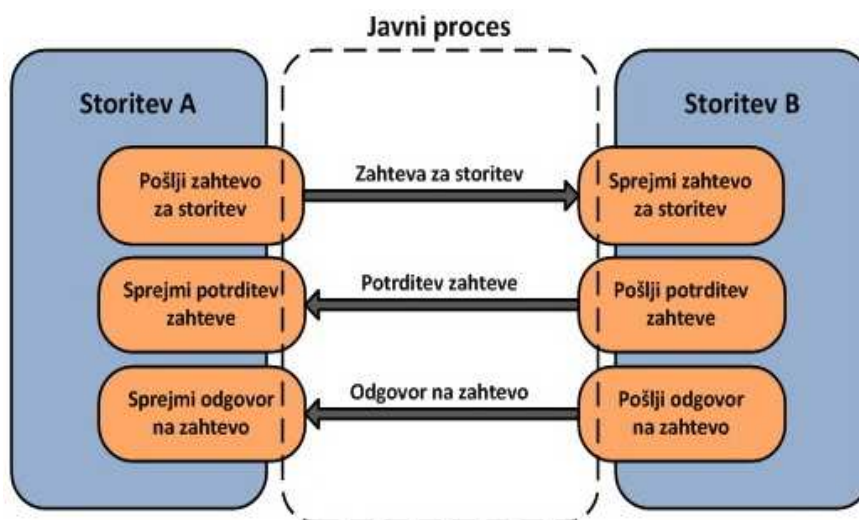 Javni proces
Storitev A
Storitev B
Pošlji zahtevo
za storitev
Zahteva za storitev
Sprejmi zahtevo
za storitev
Sprejmi potrditev
zahteve
Potrditev zahteve
Pošlji potrditev
zahteve
Sprejmi odgovor
na zahtevo
Odgovor na zahtevo
Pošlji odgovor
na zahtevo